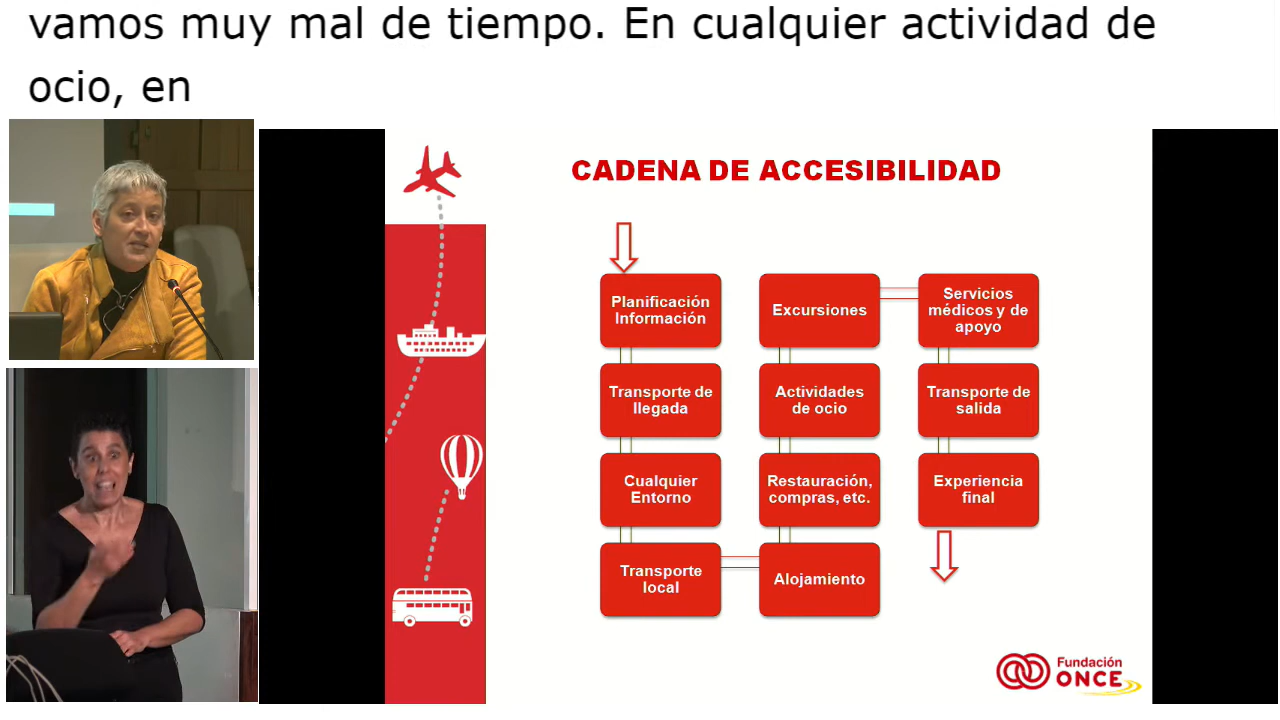 vamos muy mal de tiempo. En cualquier actividad de
ocio, en
CADENA DE ACCESIBILIDAD
Planificación
Información
Transporte de
llegada
Cualquier
Entorno
Transporte
local
Excursiones
Actividades
de ocio
Restauración,
compras, etc.
Alojamiento
Servicios
médicos y de
apoyo
Transporte de
salida
Experiencia
final
Fundación
ONCE